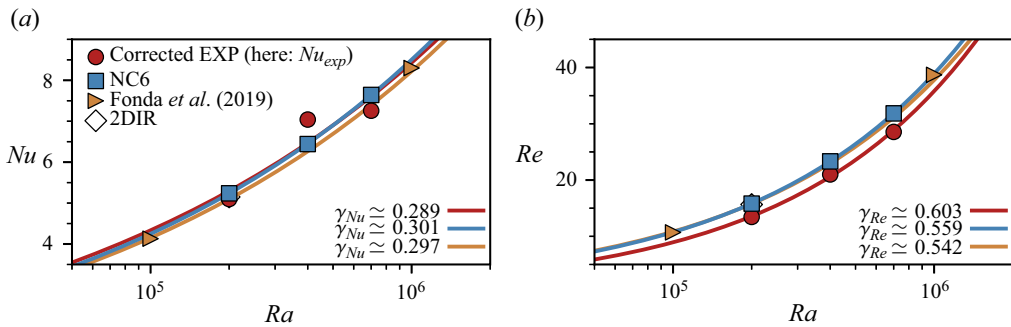 (a)
Corrected EXP (here: Nu_exp)
NC6
Fonda et al. (2019)
2DIR
8
6
4
Nu
γ_Nu ≃ 0.289
γ_Nu ≃ 0.301
γ_Nu ≃ 0.297
10^5
10^6
Ra
(b)
40
20
Re
γ_Re ≃ 0.603
γ_Re ≃ 0.559
γ_Re ≃ 0.542
10^5
10^6
Ra